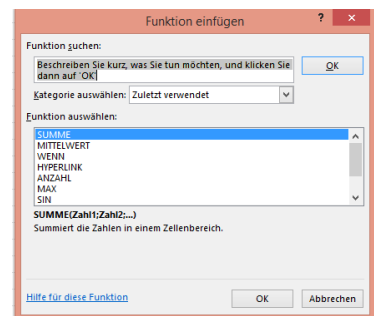 Funktion einfügen
?
Funktion suchen:
Beschreiben Sie kurz, was Sie tun möchten, und klicken Sie
dann auf 'OK'
OK
Kategorie auswählen:
Zuletzt verwendet
Funktion auswählen:
SUMME
MITTELWERT
WENN
HYPERLINK
ANZAHL
MAX
SIN
SUMME(Zahl1;Zahl2;...)
Summiert die Zahlen in einem Zellenbereich.
Hilfe für diese Funktion
OK
Abbrechen